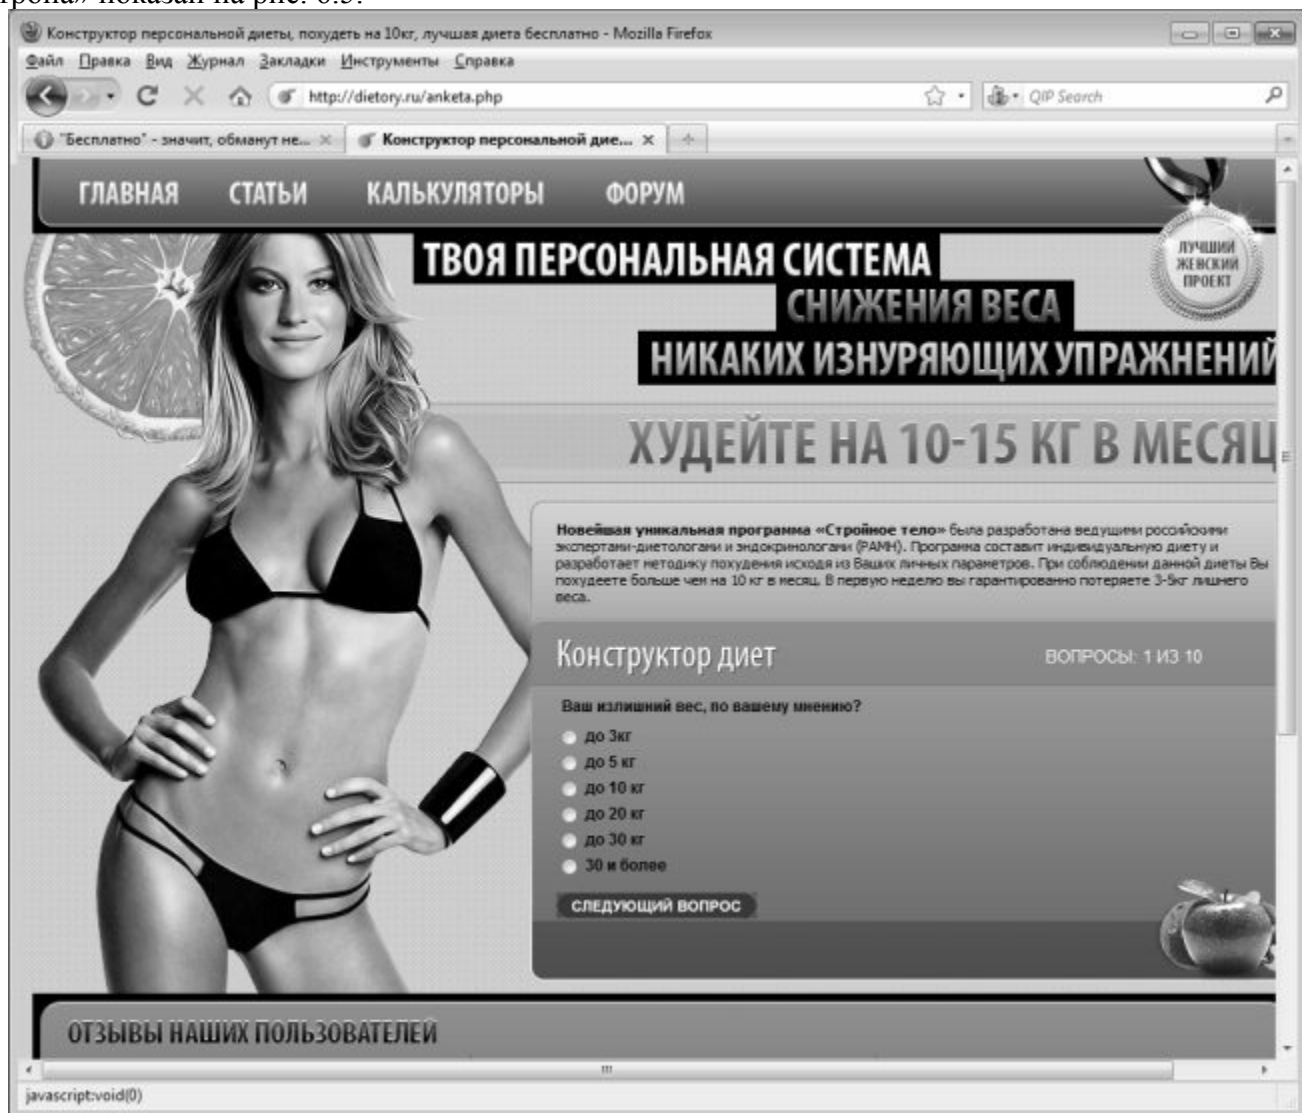 трона» показан на рис. 6.5.
Конструктор персональной диеты, похудеть на 10кг, лучшая диета бесплатно - Mozilla Firefox
Файл Правка Вид Журнал Закладки Инструменты Справка
http://dietory.ru/anketa.php QIP Search
"Бесплатно" - значит, обманут не... Конструктор персональной дие...
ГЛАВНАЯ СТАТЬИ КАЛЬКУЛЯТОРЫ ФОРУМ
ЛУЧШИЙ
ЖЕНСКИЙ
ПРОЕКТ
ТВОЯ ПЕРСОНАЛЬНАЯ СИСТЕМА
СНИЖЕНИЯ ВЕСА
НИКАКИХ ИЗНУРЯЮЩИХ УПРАЖНЕНИЙ
ХУДЕЙТЕ НА 10-15 КГ В МЕСЯЦ
Новейшая уникальная программа «Стройное тело» была разработана ведущими российскими
экспертами-диетологами и эндокринологами (РАМН). Программа составит индивидуальную диету и
разработает методику похудения исходя из Ваших личных параметров. При соблюдении данной диеты Вы
похудеете больше чем на 10 кг в месяц. В первую неделю вы гарантированно потеряете 3-5кг лишнего
веса.
Конструктор диет ВОПРОСЫ: 1 ИЗ 10
Ваш излишний вес, по вашему мнению?
до 3кг
до 5 кг
до 10 кг
до 20 кг
до 30 кг
30 и более
СЛЕДУЮЩИЙ ВОПРОС
ОТЗЫВЫ НАШИХ ПОЛЬЗОВАТЕЛЕЙ
javascript:void(0)